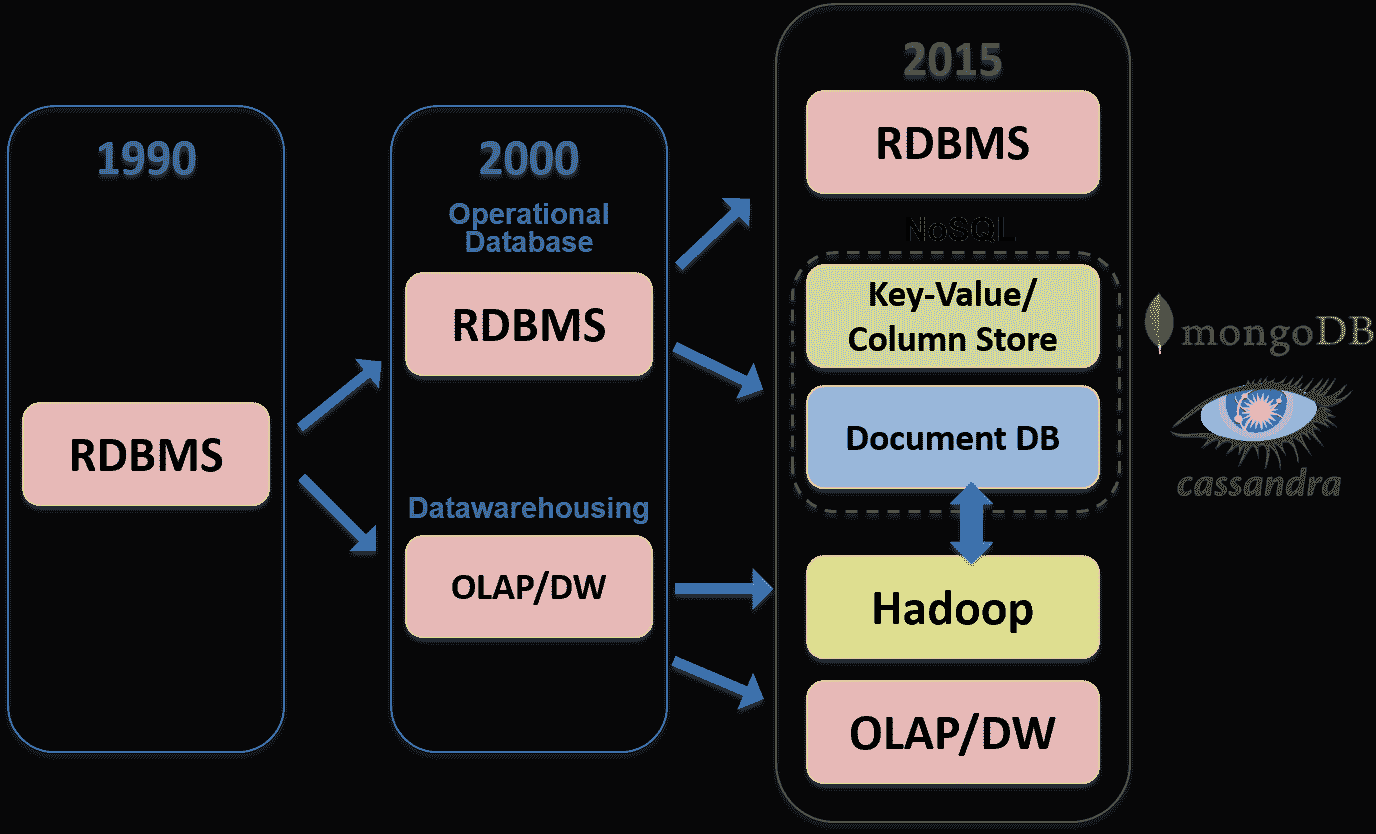 1990
RDBMS
2000
Operational
Database
RDBMS
Datawarehousing
OLAP/DW
2015
RDBMS
NoSQL
Key-Value/
Column Store
Document DB
Hadoop
OLAP/DW
mongoDB
cassandra